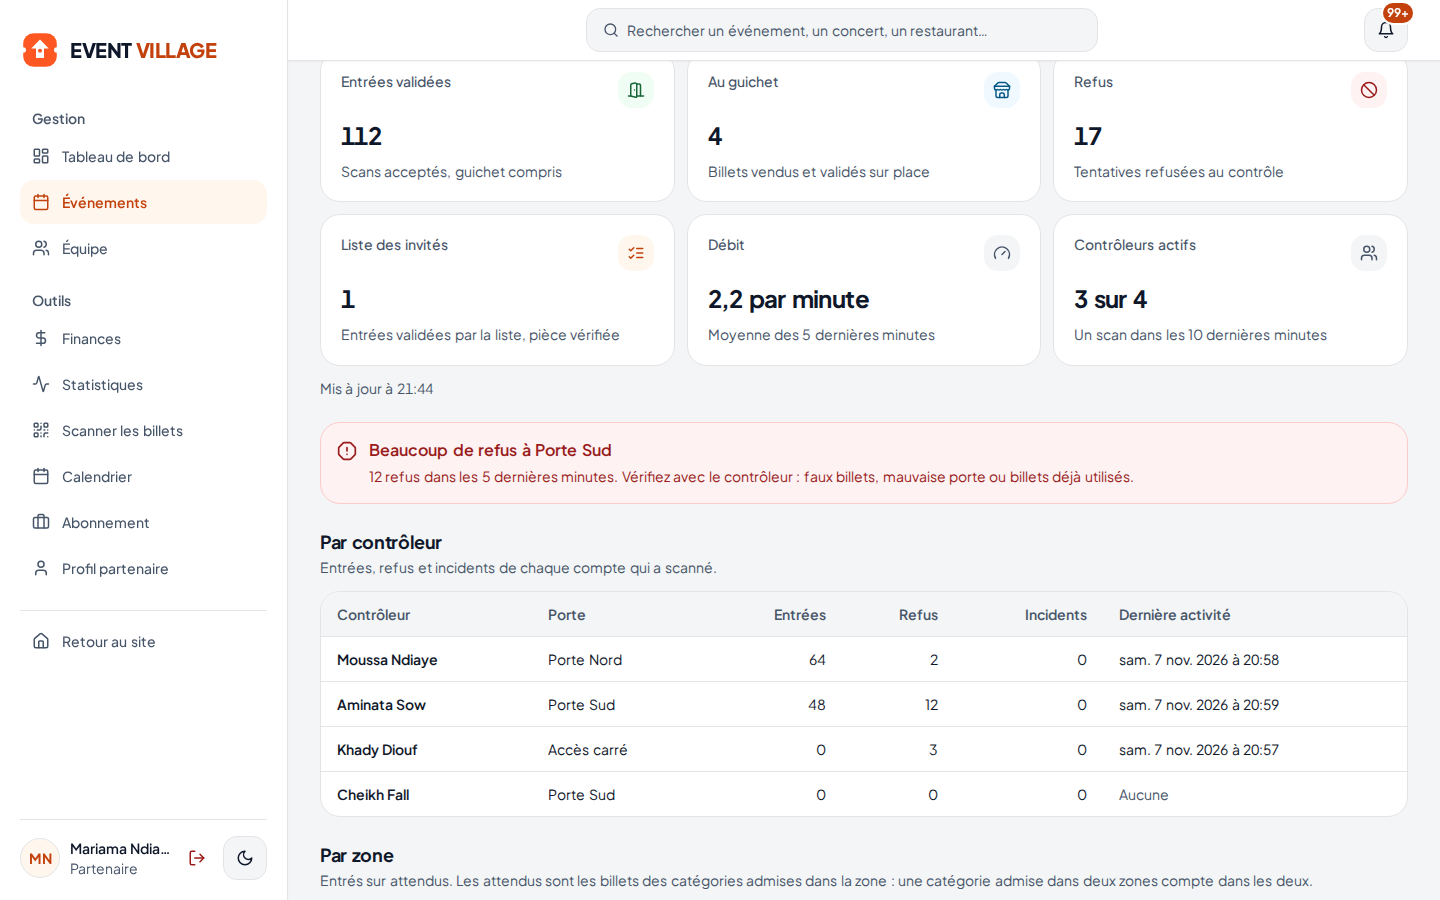 EVENT VILLAGE
Rechercher un événement, un concert, un restaurant…
99+
Gestion
Tableau de bord
Événements
Équipe
Outils
Finances
Statistiques
Scanner les billets
Calendrier
Abonnement
Profil partenaire
Retour au site
MN
Mariama Ndia…
Partenaire
Entrées validées
112
Scans acceptés, guichet compris
Au guichet
4
Billets vendus et validés sur place
Refus
17
Tentatives refusées au contrôle
Liste des invités
1
Entrées validées par la liste, pièce vérifiée
Débit
2,2 par minute
Moyenne des 5 dernières minutes
Contrôleurs actifs
3 sur 4
Un scan dans les 10 dernières minutes
Mis à jour à 21:44
Beaucoup de refus à Porte Sud
12 refus dans les 5 dernières minutes. Vérifiez avec le contrôleur : faux billets, mauvaise porte ou billets déjà utilisés.
Par contrôleur
Entrées, refus et incidents de chaque compte qui a scanné.
Contrôleur Porte Entrées Refus Incidents Dernière activité
Moussa Ndiaye Porte Nord 64 2 0 sam. 7 nov. 2026 à 20:58
Aminata Sow Porte Sud 48 12 0 sam. 7 nov. 2026 à 20:59
Khady Diouf Accès carré 0 3 0 sam. 7 nov. 2026 à 20:57
Cheikh Fall Porte Sud 0 0 0 Aucune
Par zone
Entrés sur attendus. Les attendus sont les billets des catégories admises dans la zone : une catégorie admise dans deux zones compte dans les deux.